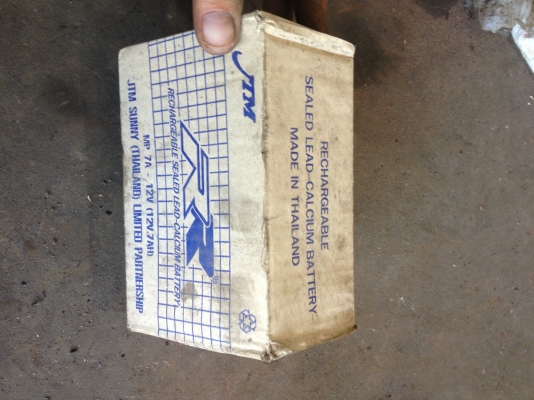 JTM
RR
RECHARGEABLE SEALED LEAD-CALCIUM BATTERY
MP 7A - 12V (12V.7AH)
JTM SUNNY (THAILAND) LIMITED PARTNERSHIP
RECHARGEABLE
SEALED LEAD-CALCIUM BATTERY
MADE IN THAILAND